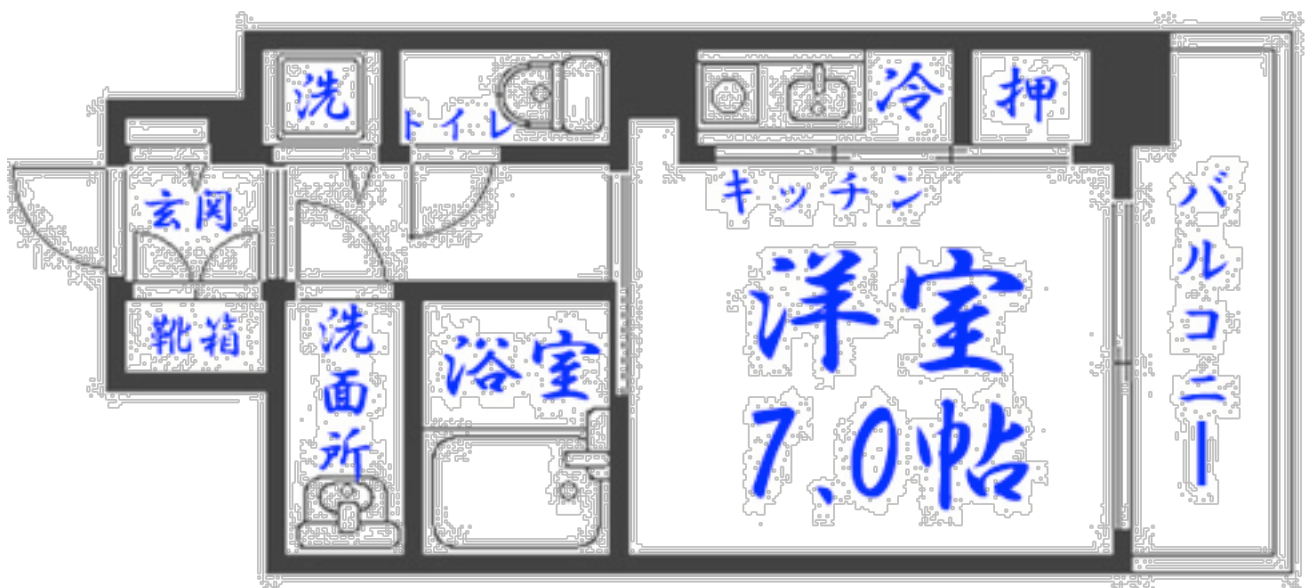 洗
トイレ
冷
押
玄関
キッチン
バルコニー
洋室
7.0帖
靴箱
洗面所
浴室